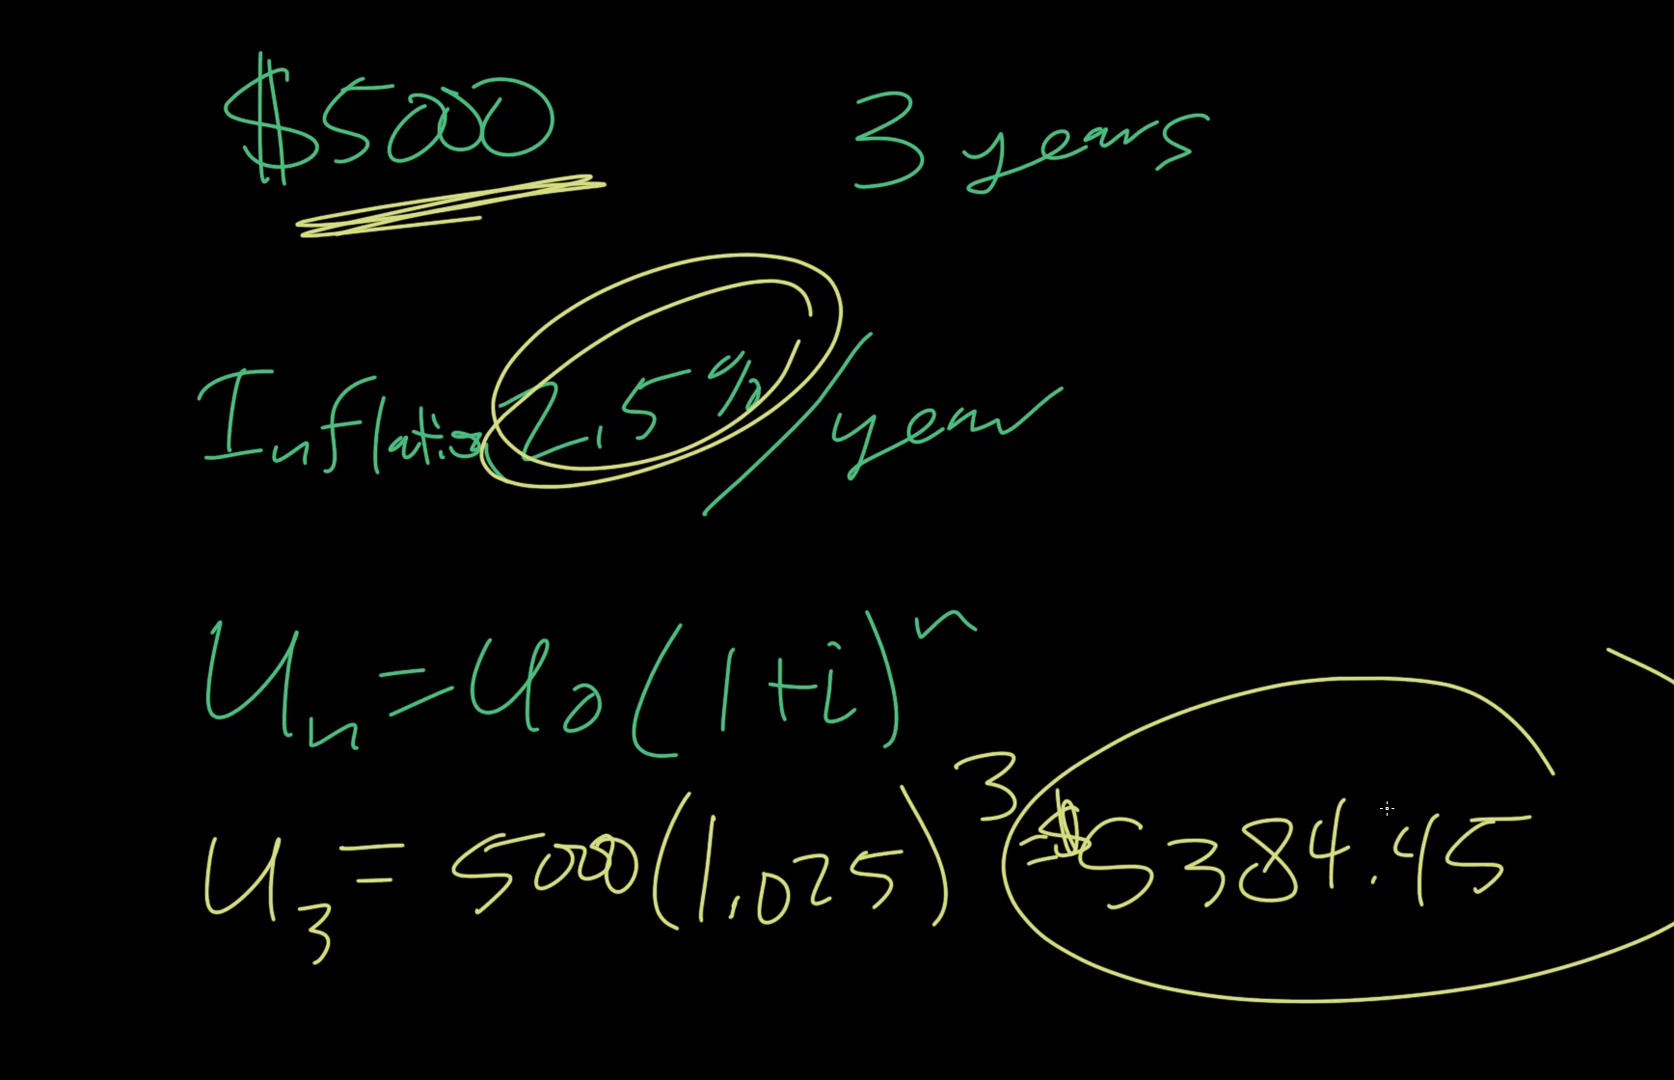 $5000 3 years
Inflation 2.5%/year
Uₙ = U₀(1+i)ⁿ
U₃ = 5000(1.025)³ = $5384.45